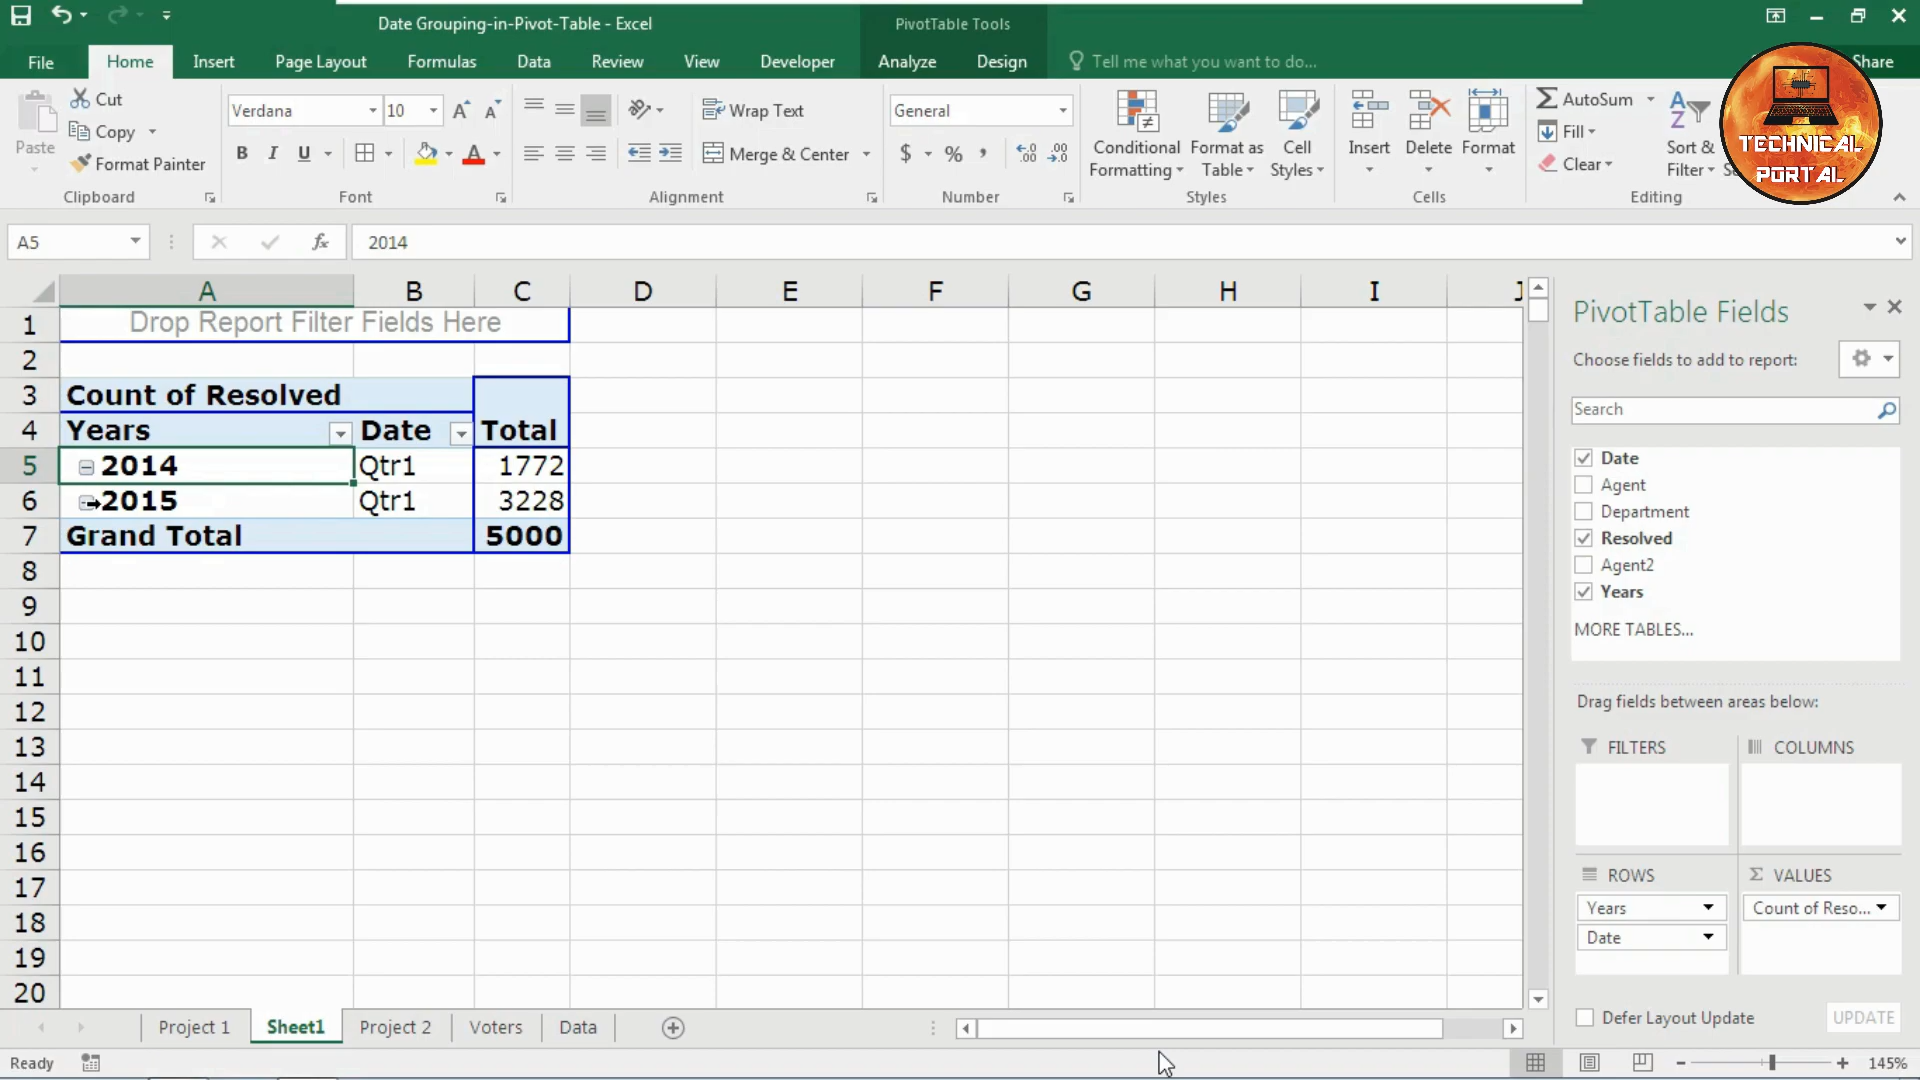 Date Grouping-in-Pivot-Table - Excel
PivotTable Tools
File Home Insert Page Layout Formulas Data Review View Developer Analyze Design Tell me what you want to do... Share
Paste
Cut
Copy
Format Painter
Clipboard
Verdana 10
B I U
Font
Wrap Text
Merge & Center
Alignment
General
$ % ,
Number
Conditional Formatting
Format as Table
Cell Styles
Styles
Insert
Delete
Format
Cells
AutoSum
Fill
Clear
Sort & Filter
Editing
TECHNICAL
PORTAL
A5 fx 2014
A B C D E F G H I
1 Drop Report Filter Fields Here
2
3 Count of Resolved
4 Years Date Total
5 2014 Qtr1 1772
6 2015 Qtr1 3228
7 Grand Total 5000
8
9
10
11
12
13
14
15
16
17
18
19
20
PivotTable Fields
Choose fields to add to report:
Search
Date
Agent
Department
Resolved
Agent2
Years
MORE TABLES...
Drag fields between areas below:
FILTERS COLUMNS
ROWS Σ VALUES
Years Count of Reso...
Date
Defer Layout Update UPDATE
Project 1 Sheet1 Project 2 Voters Data
Ready 145%